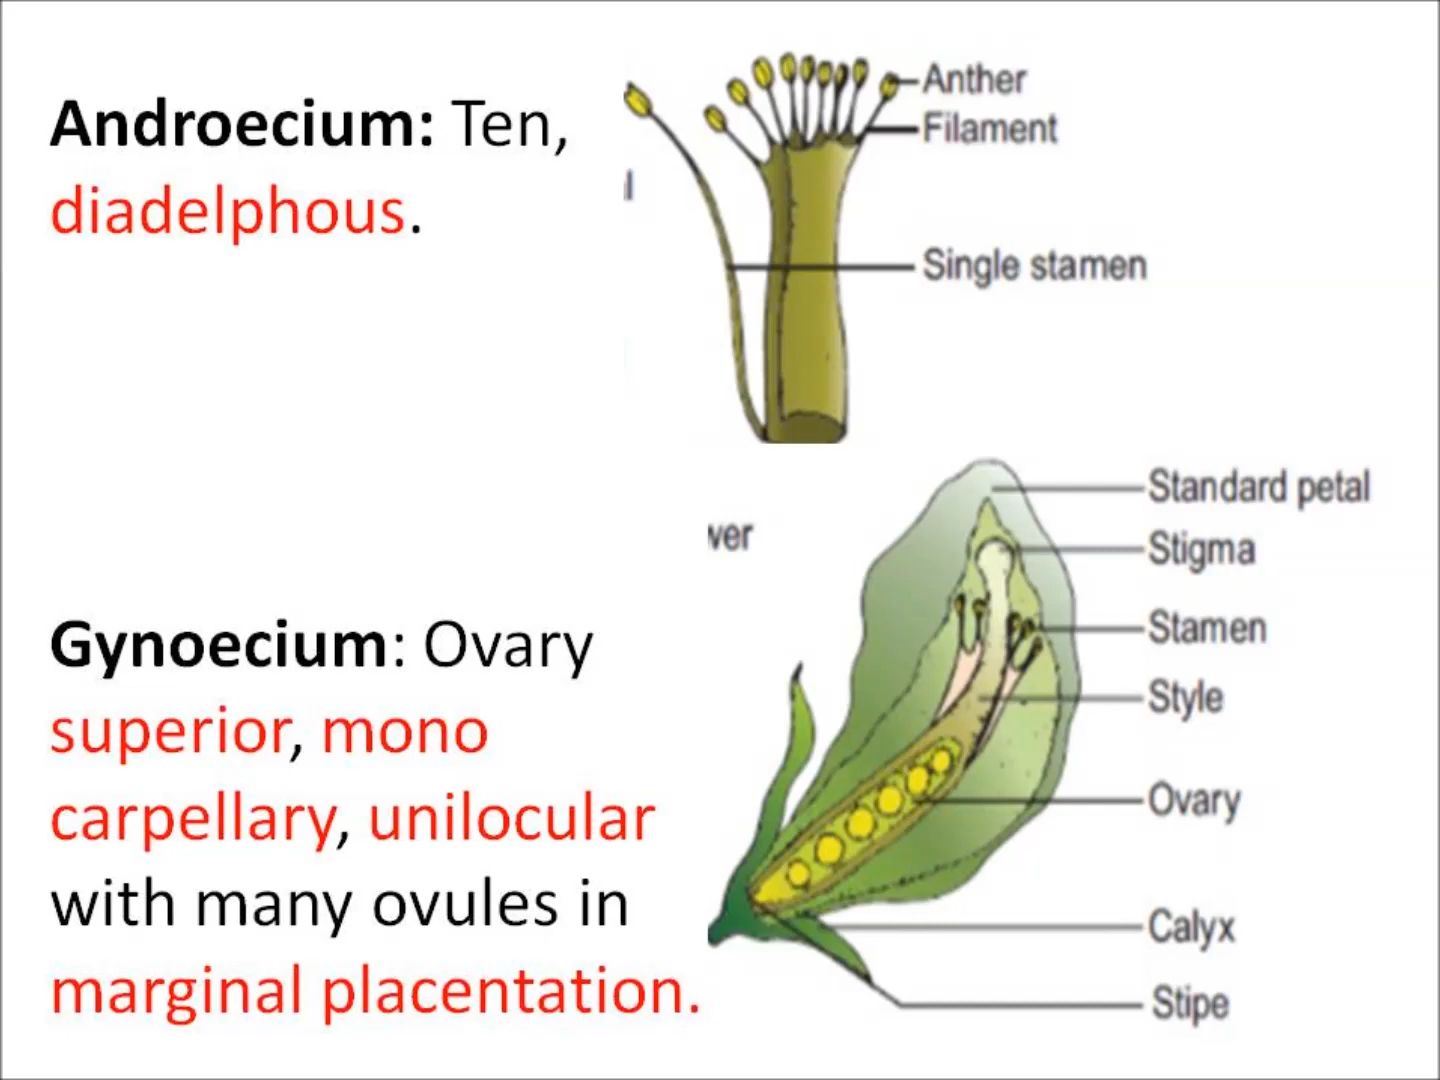 Androecium: Ten,
diadelphous.
Anther
Filament
l
Single stamen
Gynoecium: Ovary
superior, mono
carpellary, unilocular
with many ovules in
marginal placentation.
wer
Standard petal
Stigma
Stamen
Style
Ovary
Calyx
Stipe